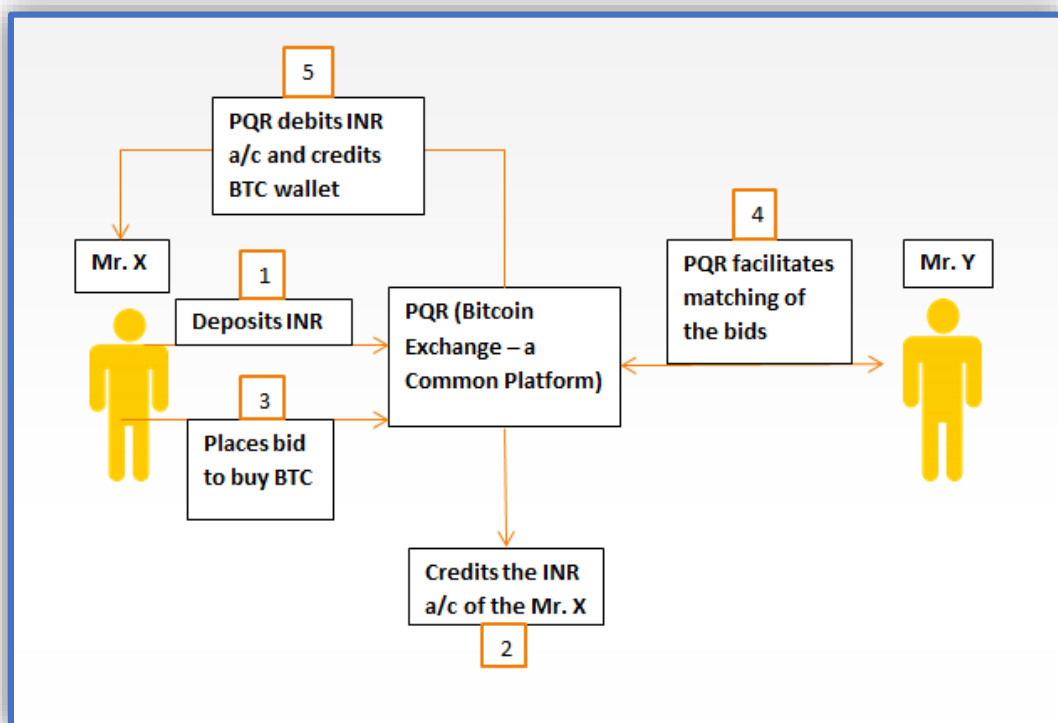 5
PQR debits INR
a/c and credits
BTC wallet
4
Mr. X
1
Deposits INR
PQR (Bitcoin
Exchange – a
Common Platform)
PQR facilitates
matching of
the bids
Mr. Y
3
Places bid
to buy BTC
Credits the INR
a/c of the Mr. X
2